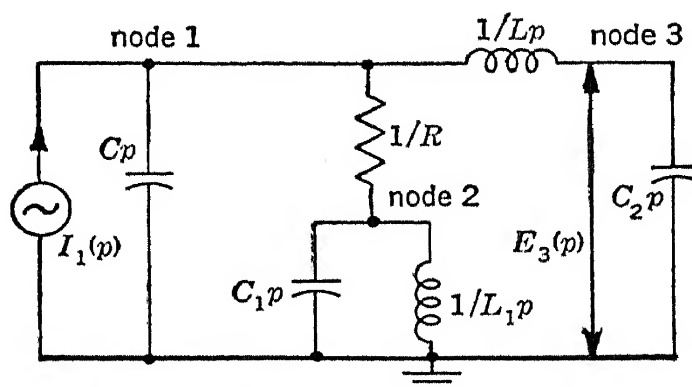 node 1
1/Lp
node 3
Cp
1/R
node 2
C₂p
I₁(p)
E₃(p)
C₁p
1/L₁p